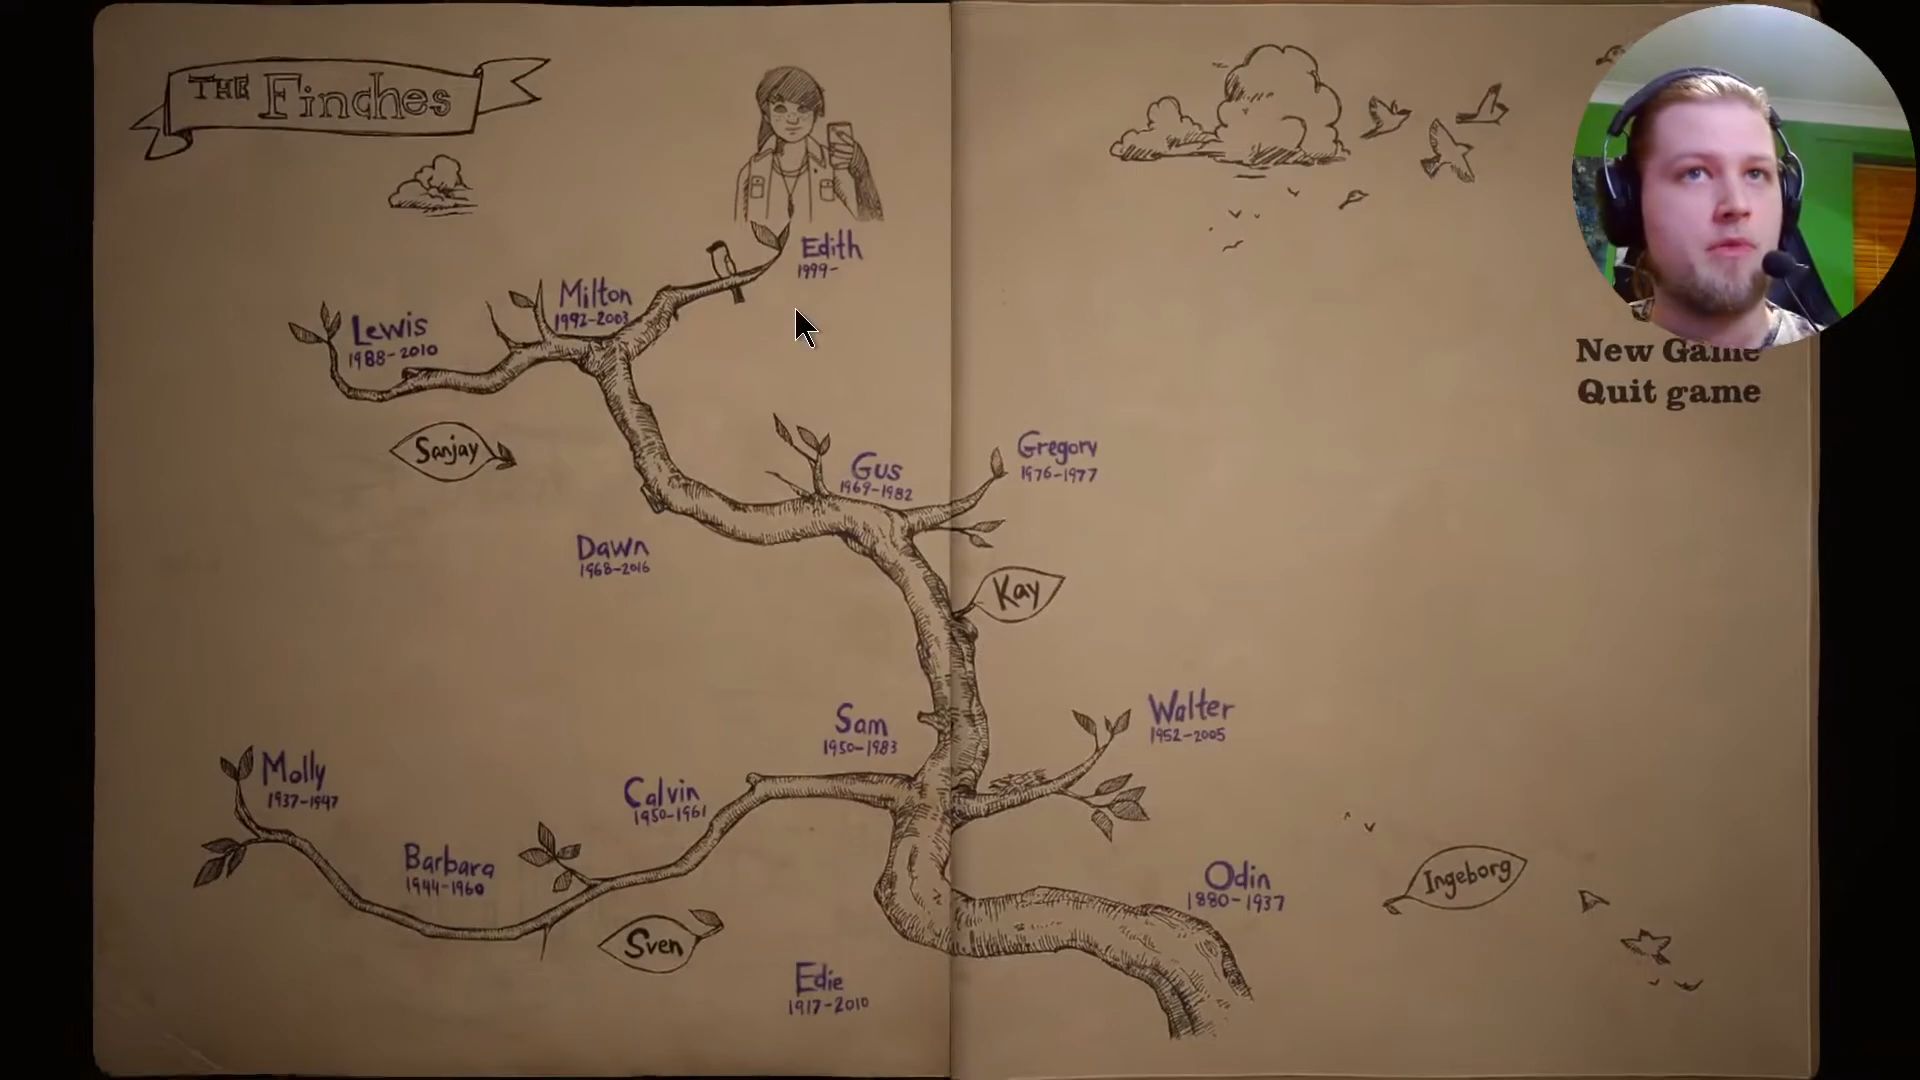 THE Finches
Edith
1999-
Milton
1992-2003
Lewis
1988-2010
New Game
Quit game
Sanjay
Gregory
1976-1977
Gus
1969-1982
Dawn
1968-2016
Kay
Sam
1950-1983
Walter
1952-2005
Molly
1937-1947
Calvin
1950-1961
Barbara
1944-1960
Odin
1880-1937
Ingeborg
Sven
Edie
1917-2010